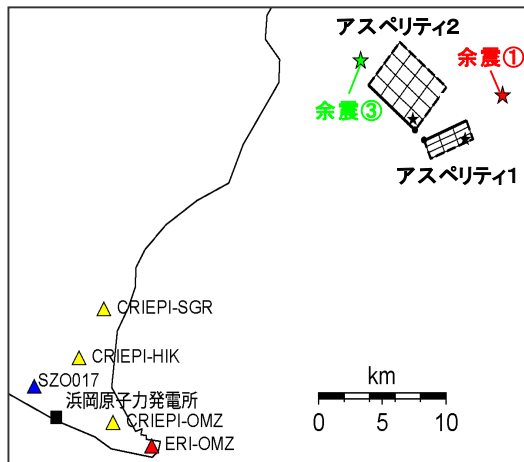 アスペリティ2
余震①
余震③
アスペリティ1
CRIEPI-SGR
CRIEPI-HIK
SZO017
浜岡原子力発電所
CRIEPI-OMZ
ERI-OMZ
km
0 5 10